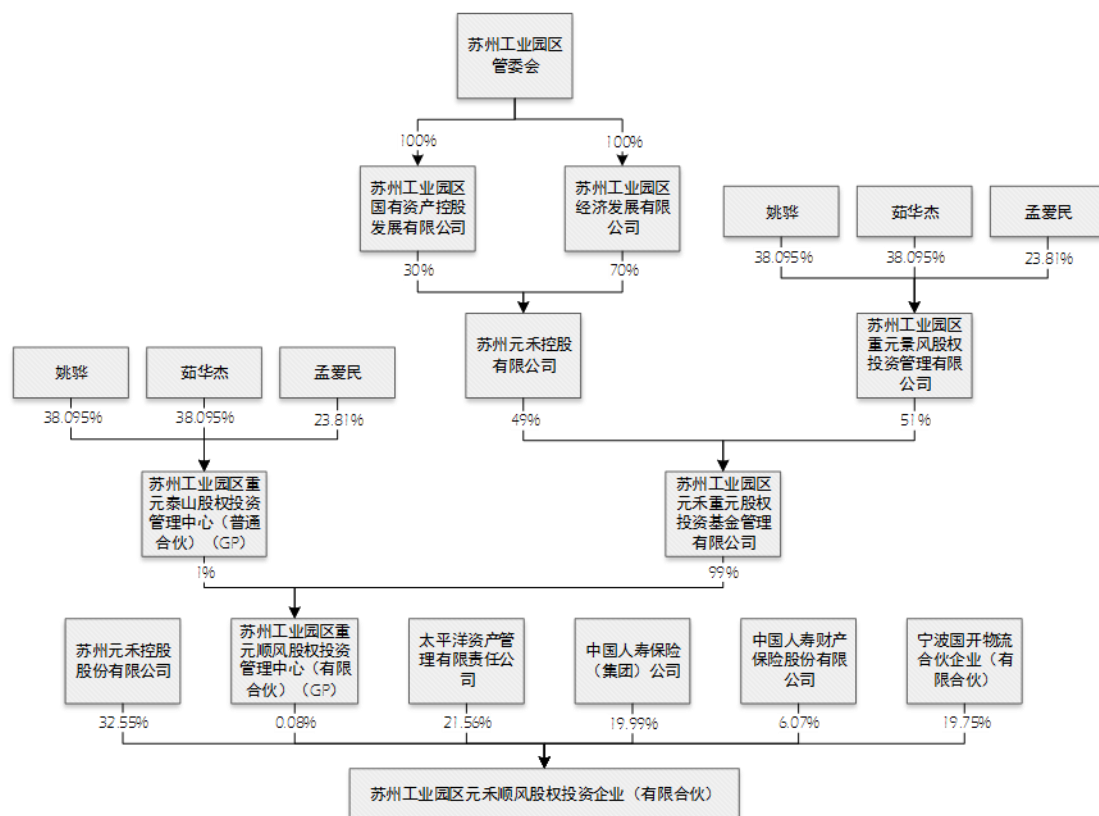 苏州工业园区
管委会
100%
100%
苏州工业园区
国有资产控股
发展有限公司
苏州工业园区
经济发展有限
公司
姚骅
茹华杰
孟爱民
30%
70%
38.095%
38.095%
23.81%
苏州元禾控股
有限公司
苏州工业园区
重元景风股权
投资管理有限
公司
姚骅
茹华杰
孟爱民
38.095%
38.095%
23.81%
49%
51%
苏州工业园区重
元泰山股权投资
管理中心（普通
合伙）（GP）
苏州工业园区
元禾重元股权
投资基金管理
有限公司
1%
99%
苏州元禾控股
股份有限公司
苏州工业园区重
元顺风股权投资
管理中心（有限
合伙）（GP）
太平洋资产管
理有限责任公
司
中国人寿保险
（集团）公司
中国人寿财产
保险股份有限
公司
宁波国开物流
合伙企业（有
限合伙）
32.55%
0.08%
21.56%
19.99%
6.07%
19.75%
苏州工业园区元禾顺风股权投资企业（有限合伙）